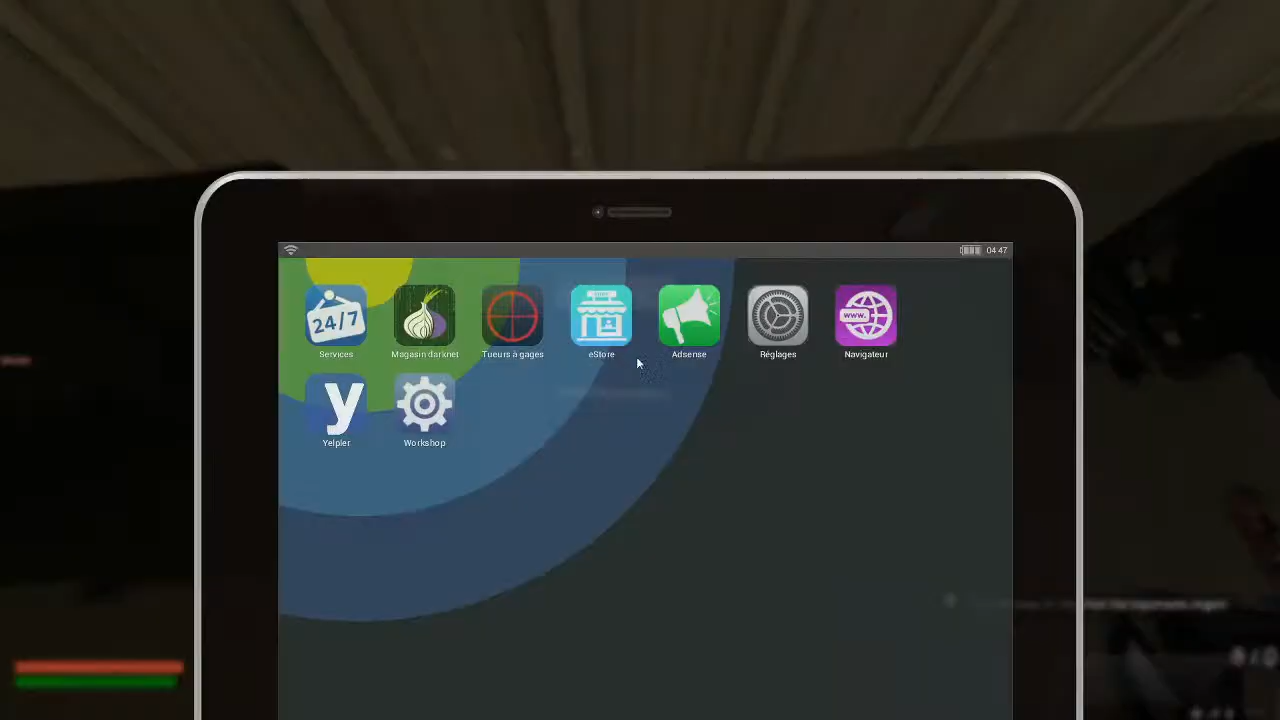 04:47
24/7
www.
Services
Magasin darknet
Tueurs à gages
eStore
Adsense
Réglages
Navigateur
y
Yelpler
Workshop